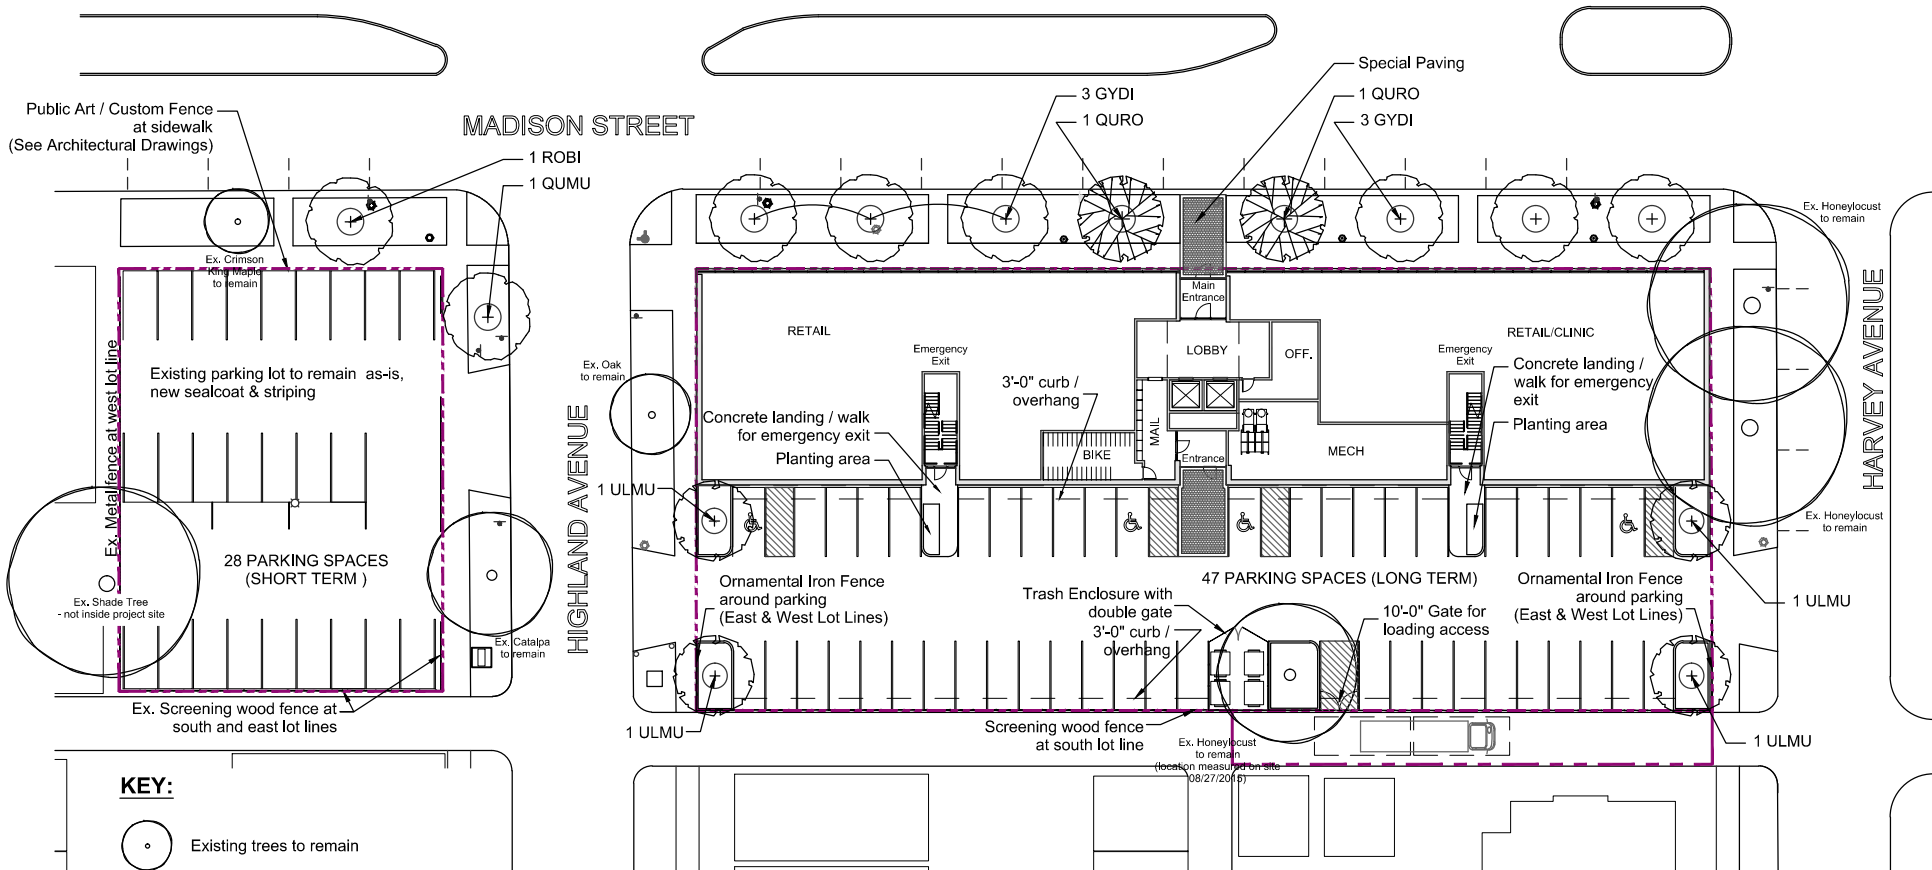 Special Paving
3 GYDI
1 QURO
1 QURO
3 GYDI
Public Art / Custom Fence
at sidewalk
(See Architectural Drawings)
MADISON STREET
1 ROBI
1 QUMU
Ex. Crimson
King Maple
to remain
Ex. Metal fence at west lot line
Existing parking lot to remain as-is,
new sealcoat & striping
28 PARKING SPACES
(SHORT TERM )
Ex. Shade Tree
- not inside project site
Ex. Catalpa
to remain
Ex. Screening wood fence at
south and east lot lines
HIGHLAND AVENUE
Ex. Oak
to remain
Ex. Honeylocust
to remain
Main
Entrance
RETAIL
LOBBY
OFF.
RETAIL/CLINIC
Emergency
Exit
Emergency
Exit
3'-0" curb /
overhang
Concrete landing /
walk for emergency
exit
Planting area
Concrete landing / walk
for emergency exit
Planting area
MAIL
BIKE
Entrance
MECH
HARVEY AVENUE
Ex. Honeylocust
to remain
1 ULMU
1 ULMU
Ornamental Iron Fence
around parking
(East & West Lot Lines)
47 PARKING SPACES (LONG TERM)
Trash Enclosure with
double gate
3'-0" curb /
overhang
10'-0" Gate for
loading access
Ornamental Iron Fence
around parking
(East & West Lot Lines)
1 ULMU
1 ULMU
Screening wood fence
at south lot line
Ex. Honeylocust
to remain
(location measured on site
08/27/2015)
KEY:
Existing trees to remain